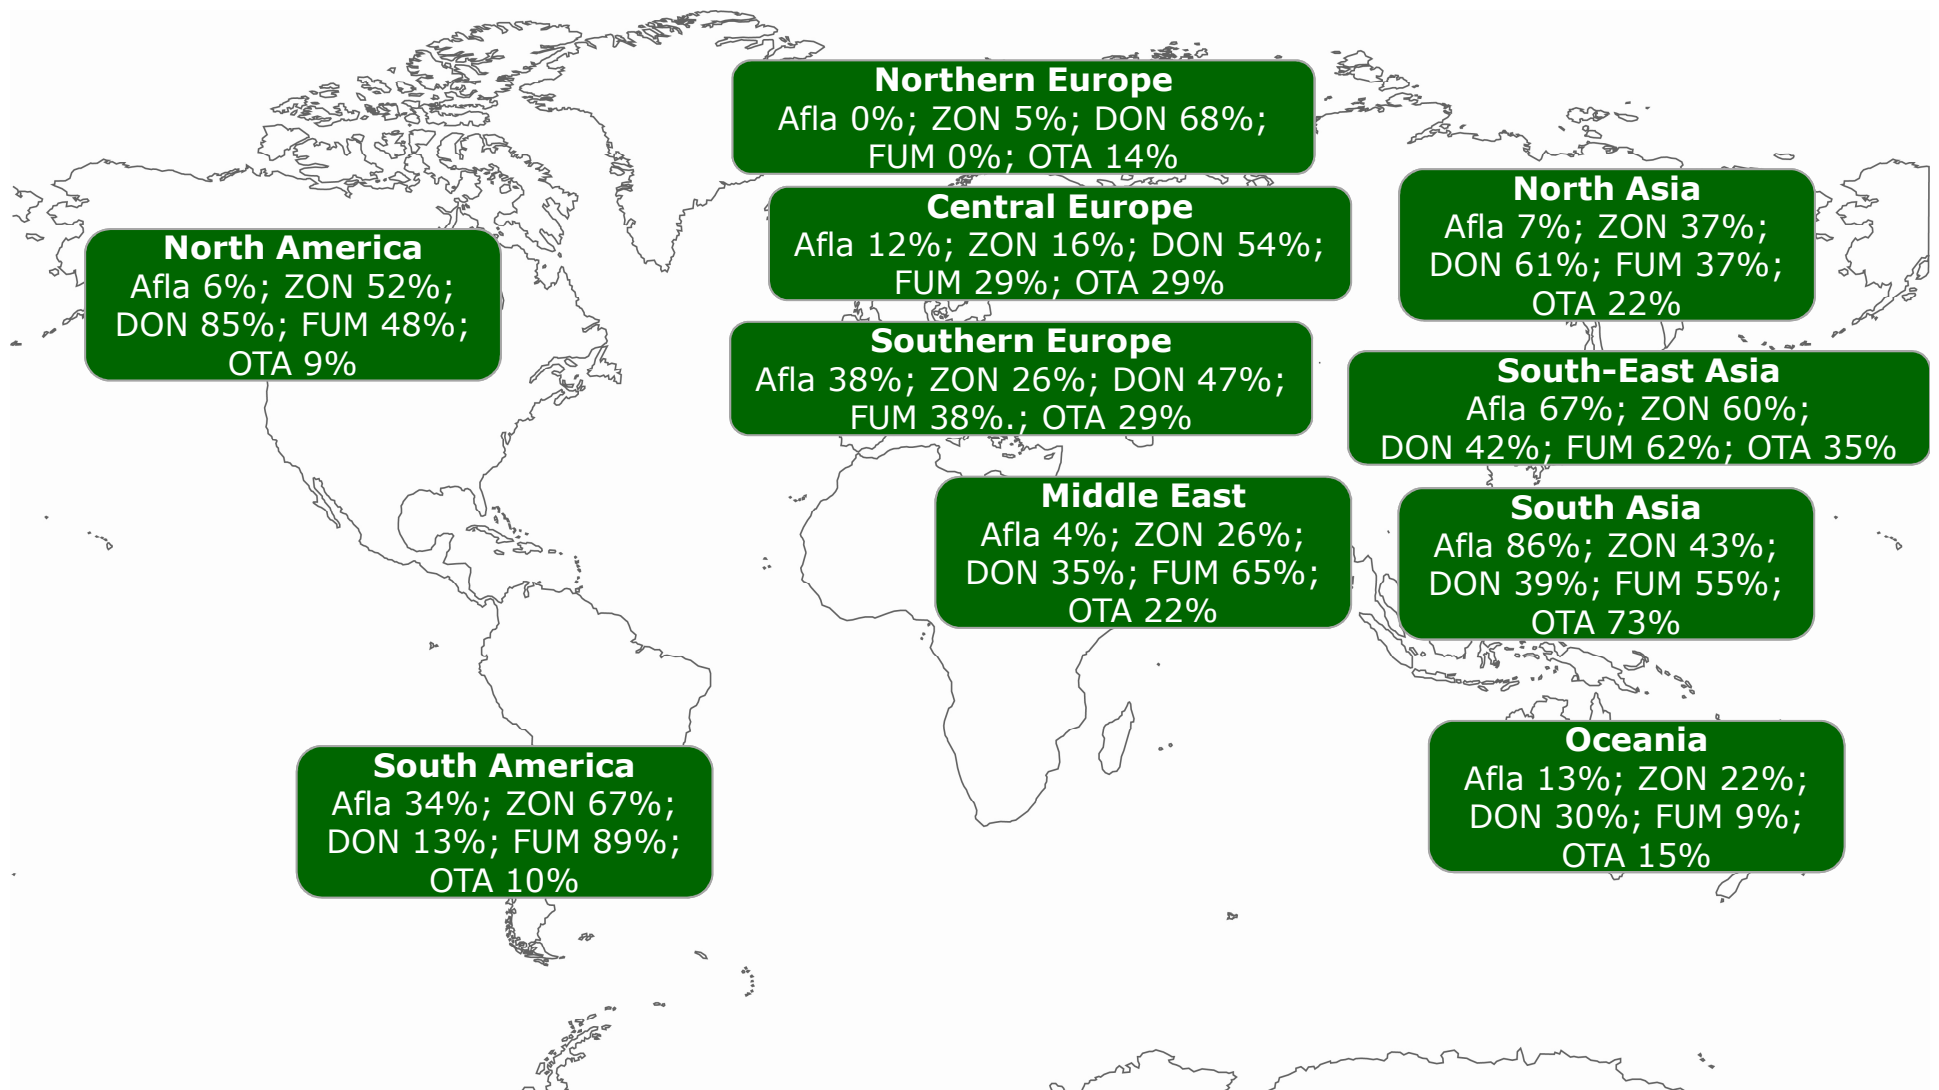 Northern Europe
Afla 0%; ZON 5%; DON 68%;
FUM 0%; OTA 14%
Central Europe
Afla 12%; ZON 16%; DON 54%;
FUM 29%; OTA 29%
North Asia
Afla 7%; ZON 37%;
DON 61%; FUM 37%;
OTA 22%
North America
Afla 6%; ZON 52%;
DON 85%; FUM 48%;
OTA 9%
Southern Europe
Afla 38%; ZON 26%; DON 47%;
FUM 38%.; OTA 29%
South-East Asia
Afla 67%; ZON 60%;
DON 42%; FUM 62%; OTA 35%
Middle East
Afla 4%; ZON 26%;
DON 35%; FUM 65%;
OTA 22%
South Asia
Afla 86%; ZON 43%;
DON 39%; FUM 55%;
OTA 73%
South America
Afla 34%; ZON 67%;
DON 13%; FUM 89%;
OTA 10%
Oceania
Afla 13%; ZON 22%;
DON 30%; FUM 9%;
OTA 15%